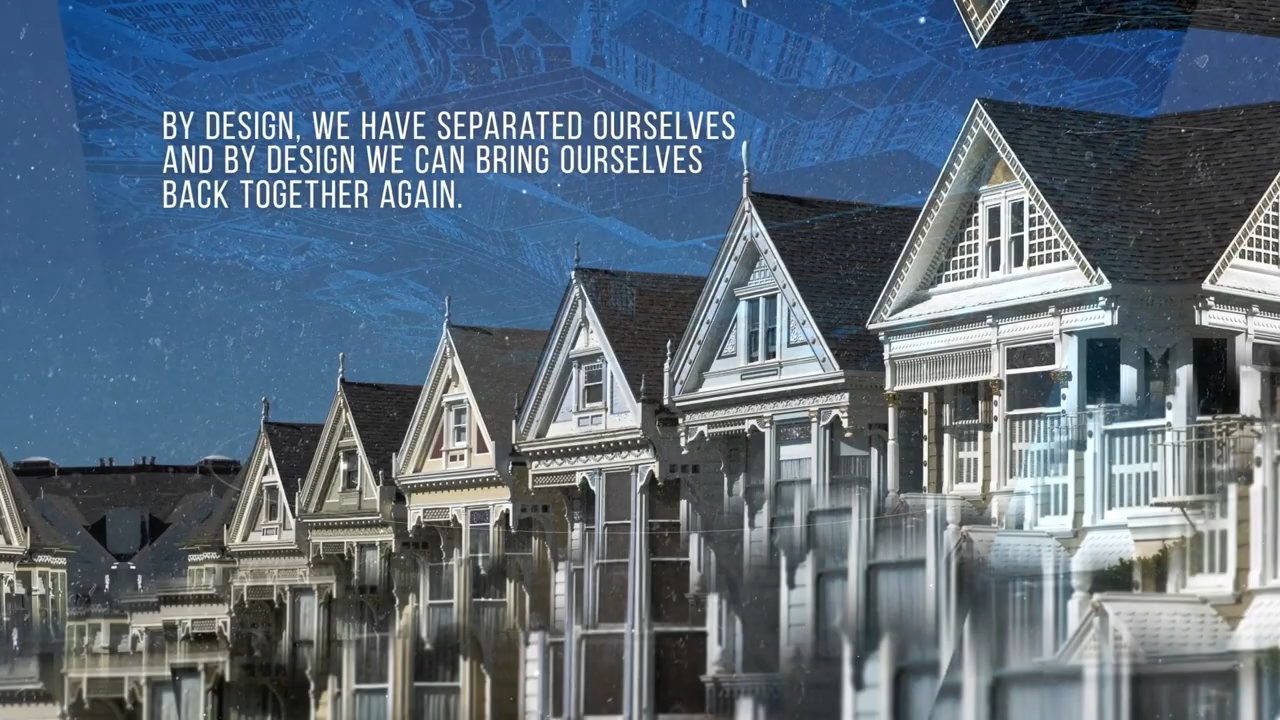 BY DESIGN, WE HAVE SEPARATED OURSELVES
AND BY DESIGN WE CAN BRING OURSELVES
BACK TOGETHER AGAIN.